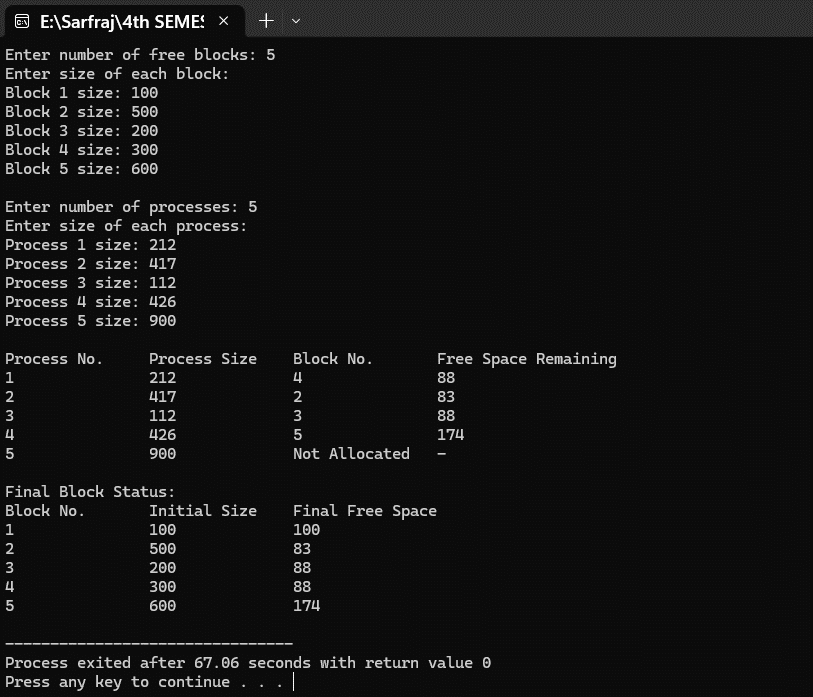 E:\Sarfraj\4th SEMES
Enter number of free blocks: 5
Enter size of each block:
Block 1 size: 100
Block 2 size: 500
Block 3 size: 200
Block 4 size: 300
Block 5 size: 600
Enter number of processes: 5
Enter size of each process:
Process 1 size: 212
Process 2 size: 417
Process 3 size: 112
Process 4 size: 426
Process 5 size: 900
Process No. Process Size Block No. Free Space Remaining
1 212 4 88
2 417 2 83
3 112 3 88
4 426 5 174
5 900 Not Allocated -
Final Block Status:
Block No. Initial Size Final Free Space
1 100 100
2 500 83
3 200 88
4 300 88
5 600 174
--------------------------------
Process exited after 67.06 seconds with return value 0
Press any key to continue . . .